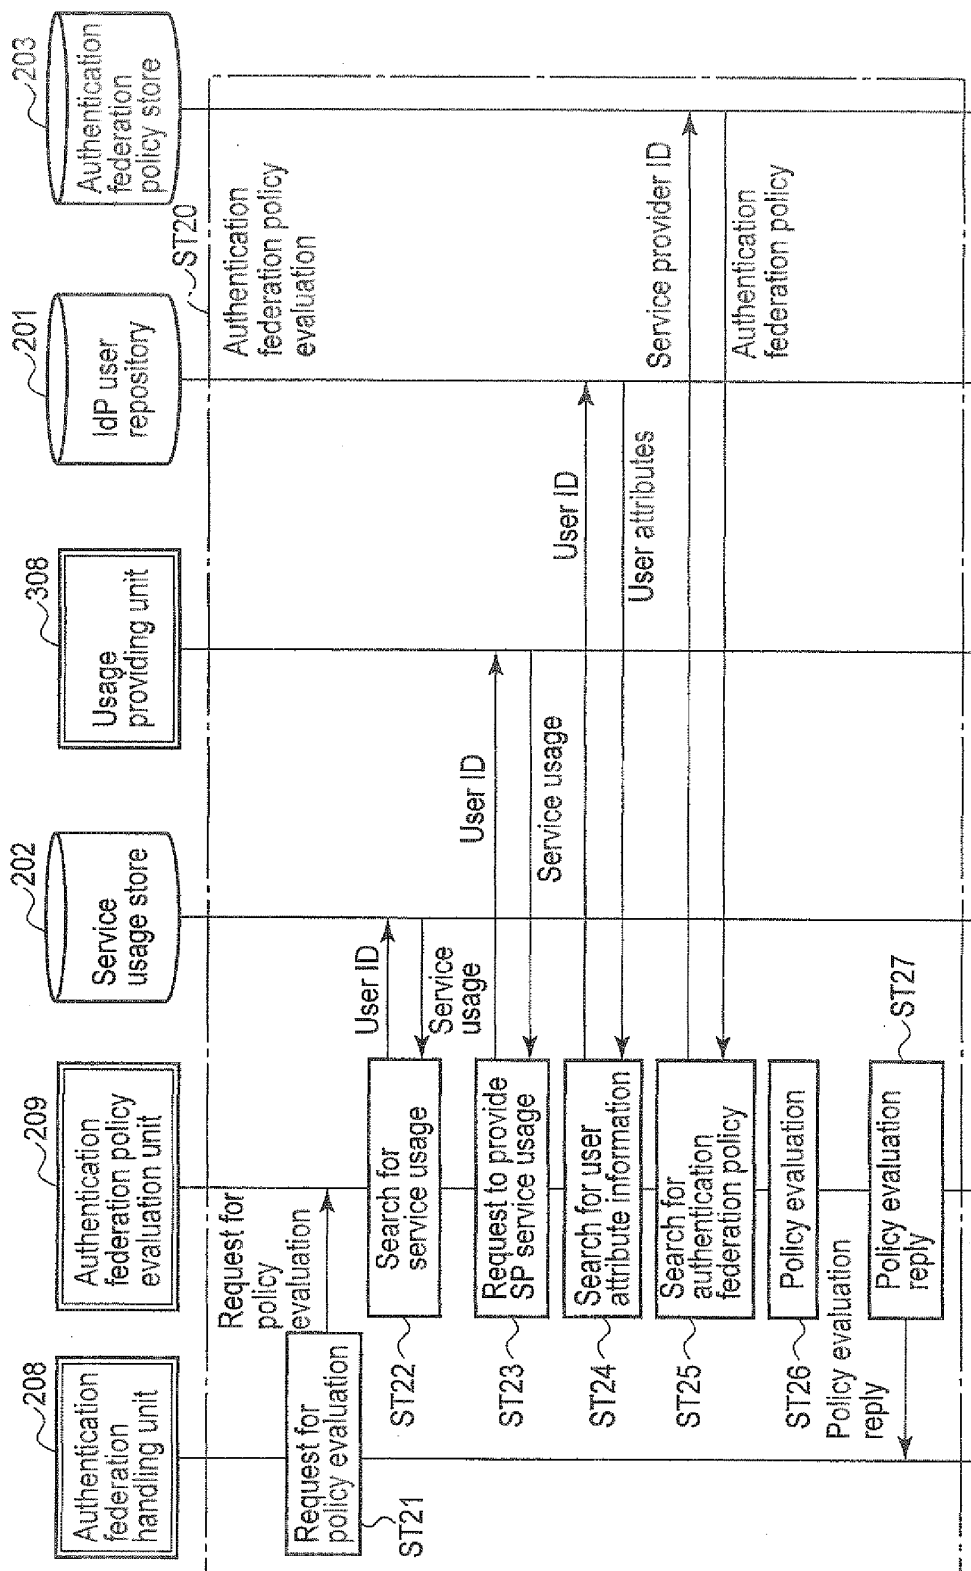 208
Authentication
federation
handling unit
209
Authentication
federation policy
evaluation unit
202
Service
usage store
308
Usage
providing unit
201
IdP user
repository
203
Authentication
federation
policy store
ST20
Authentication
federation policy
evaluation
Request for
policy evaluation
ST21
Request for
policy
evaluation
Search for
service usage
ST22
User ID
Service
usage
Request to provide
SP service usage
ST23
User ID
Service usage
Search for user
attribute information
ST24
User ID
User attributes
Search for
authentication
federation policy
ST25
Service provider ID
Authentication
federation policy
Policy evaluation
ST26
Policy evaluation
reply
Policy evaluation
reply
ST27